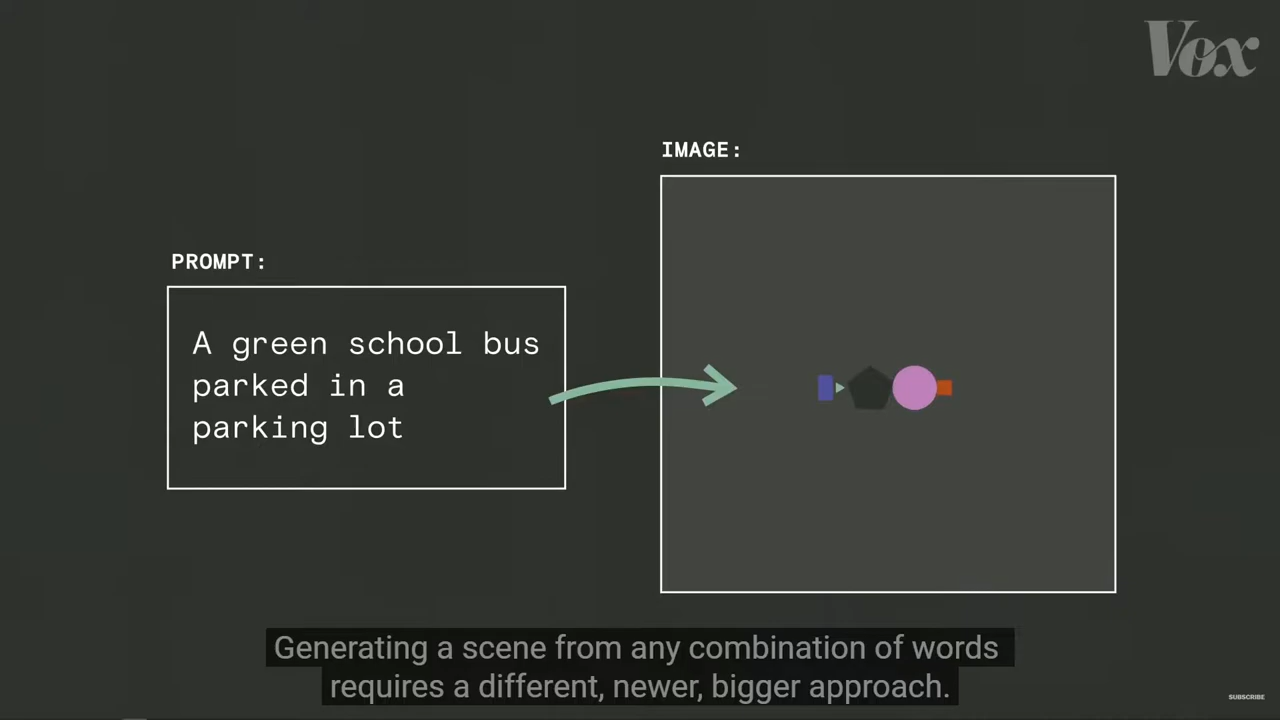 Vox
IMAGE:
PROMPT:
A green school bus
parked in a
parking lot
Generating a scene from any combination of words
requires a different, newer, bigger approach.
SUBSCRIBE